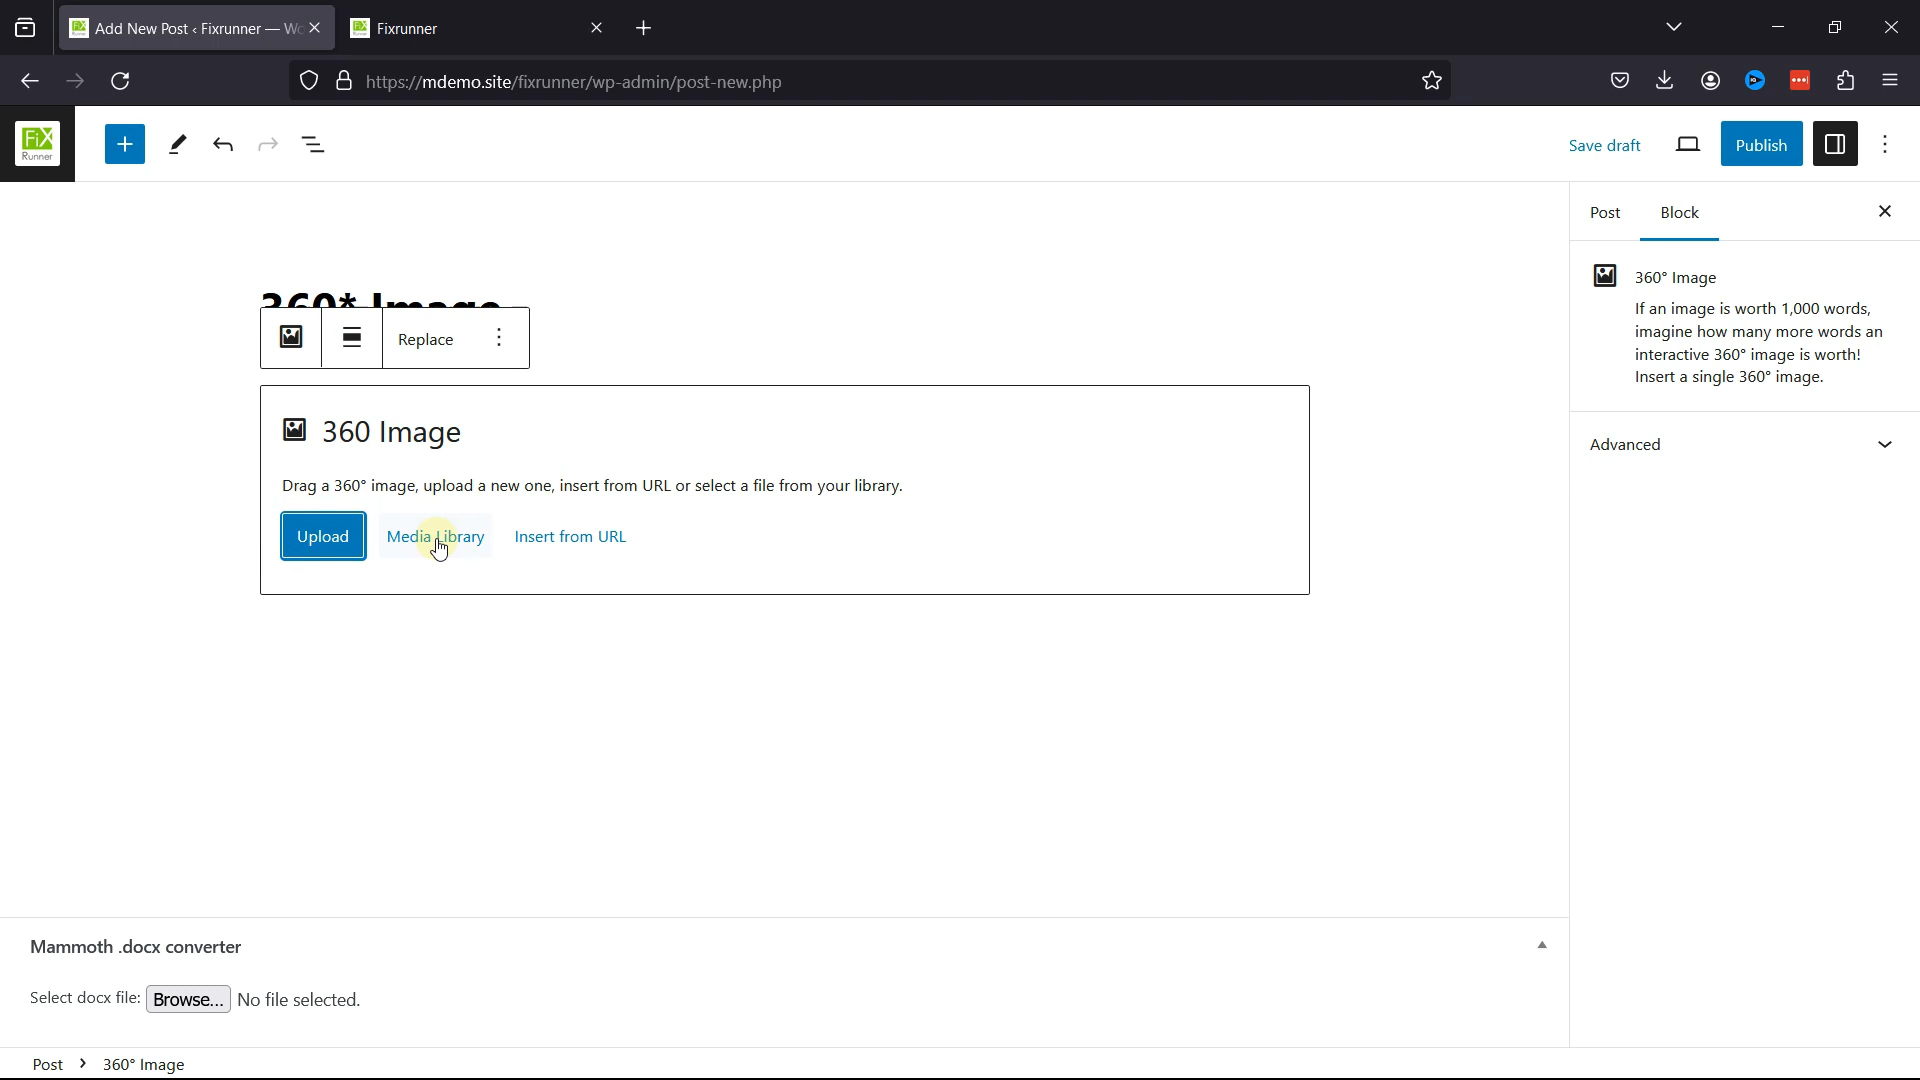 Add New Post ‹ Fixrunner — Wo
Fixrunner
https://mdemo.site/fixrunner/wp-admin/post-new.php
FiX
Runner
Save draft
Publish
Post
Block
360* Image
Replace
360° Image
If an image is worth 1,000 words,
imagine how many more words an
interactive 360° image is worth!
Insert a single 360° image.
Advanced
360 Image
Drag a 360° image, upload a new one, insert from URL or select a file from your library.
Upload
Media Library
Insert from URL
Mammoth .docx converter
Select docx file: Browse... No file selected.
Post › 360° Image